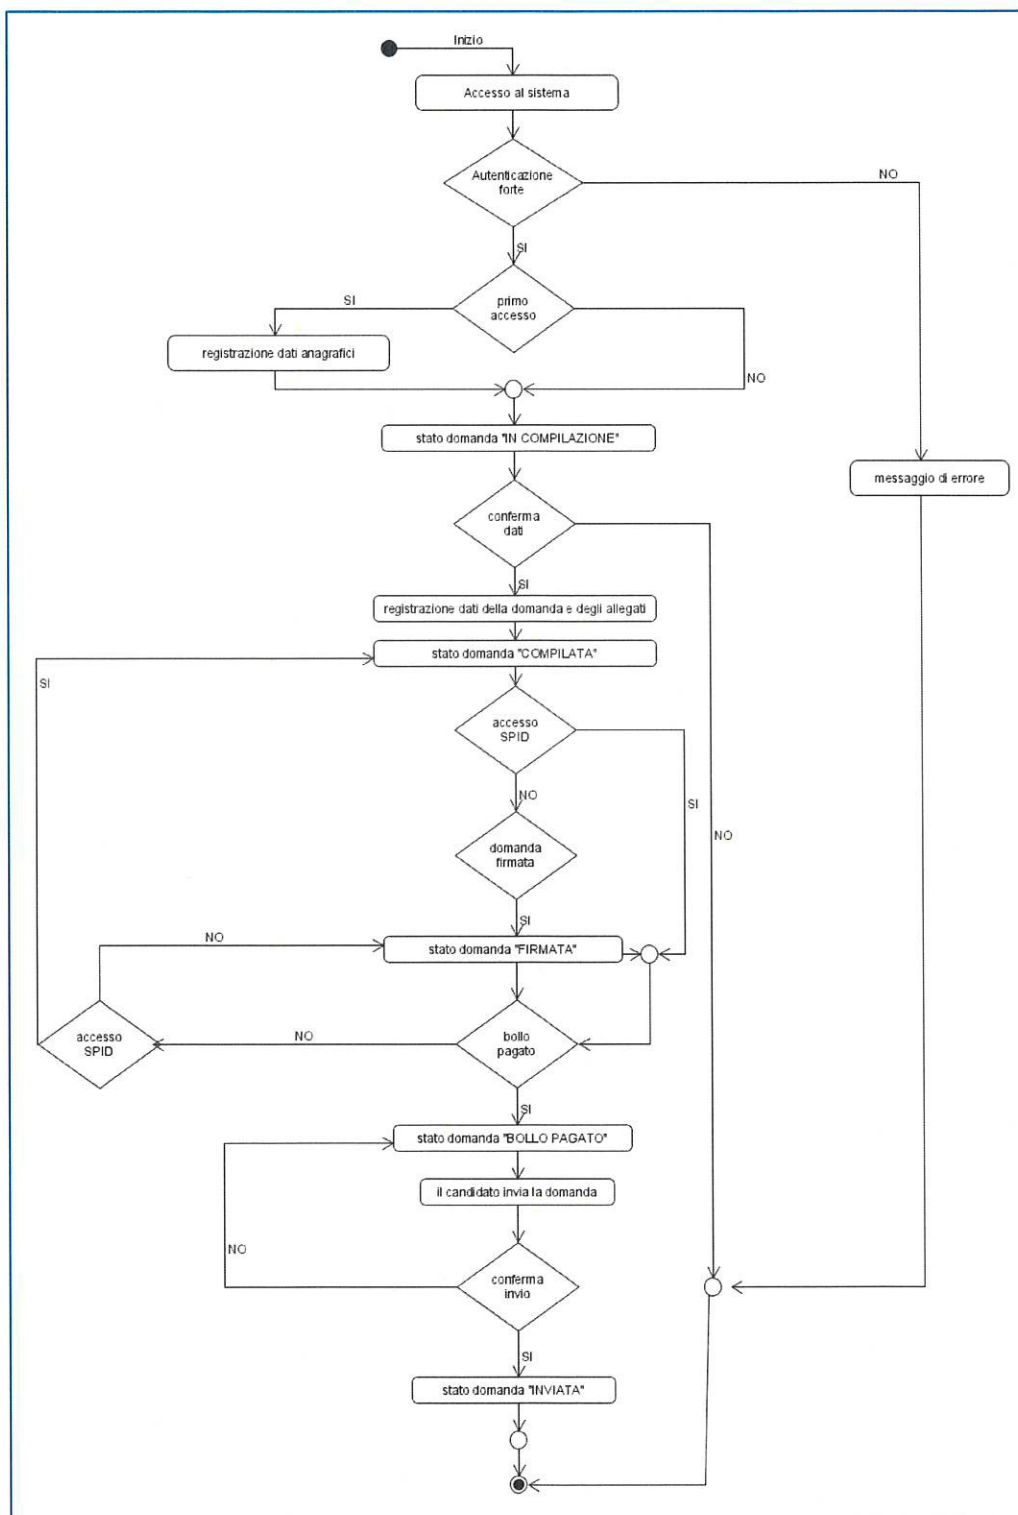 Inizio
Accesso al sistema
Autenticazione
forte
NO
SI
primo
accesso
SI
registrazione dati anagrafici
NO
stato domanda "IN COMPILAZIONE"
messaggio di errore
conferma
dati
SI
registrazione dati della domanda e degli allegati
stato domanda "COMPILATA"
SI
accesso
SPID
NO
SI
NO
domanda
firmata
SI
NO
stato domanda "FIRMATA"
accesso
SPID
NO
bollo
pagato
SI
stato domanda "BOLLO PAGATO"
il candidato invia la domanda
NO
conferma
invio
SI
stato domanda "INVIATA"